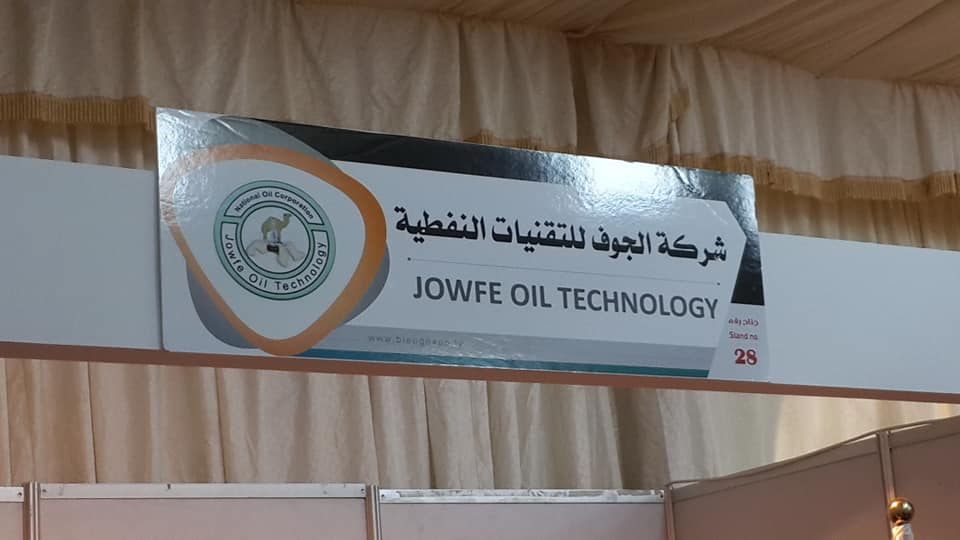 National Oil Corporation
Jowfe Oil Technology
شركة الجوف للتقنيات النفطية
JOWFE OIL TECHNOLOGY
جناح رقم
Stand no.
28